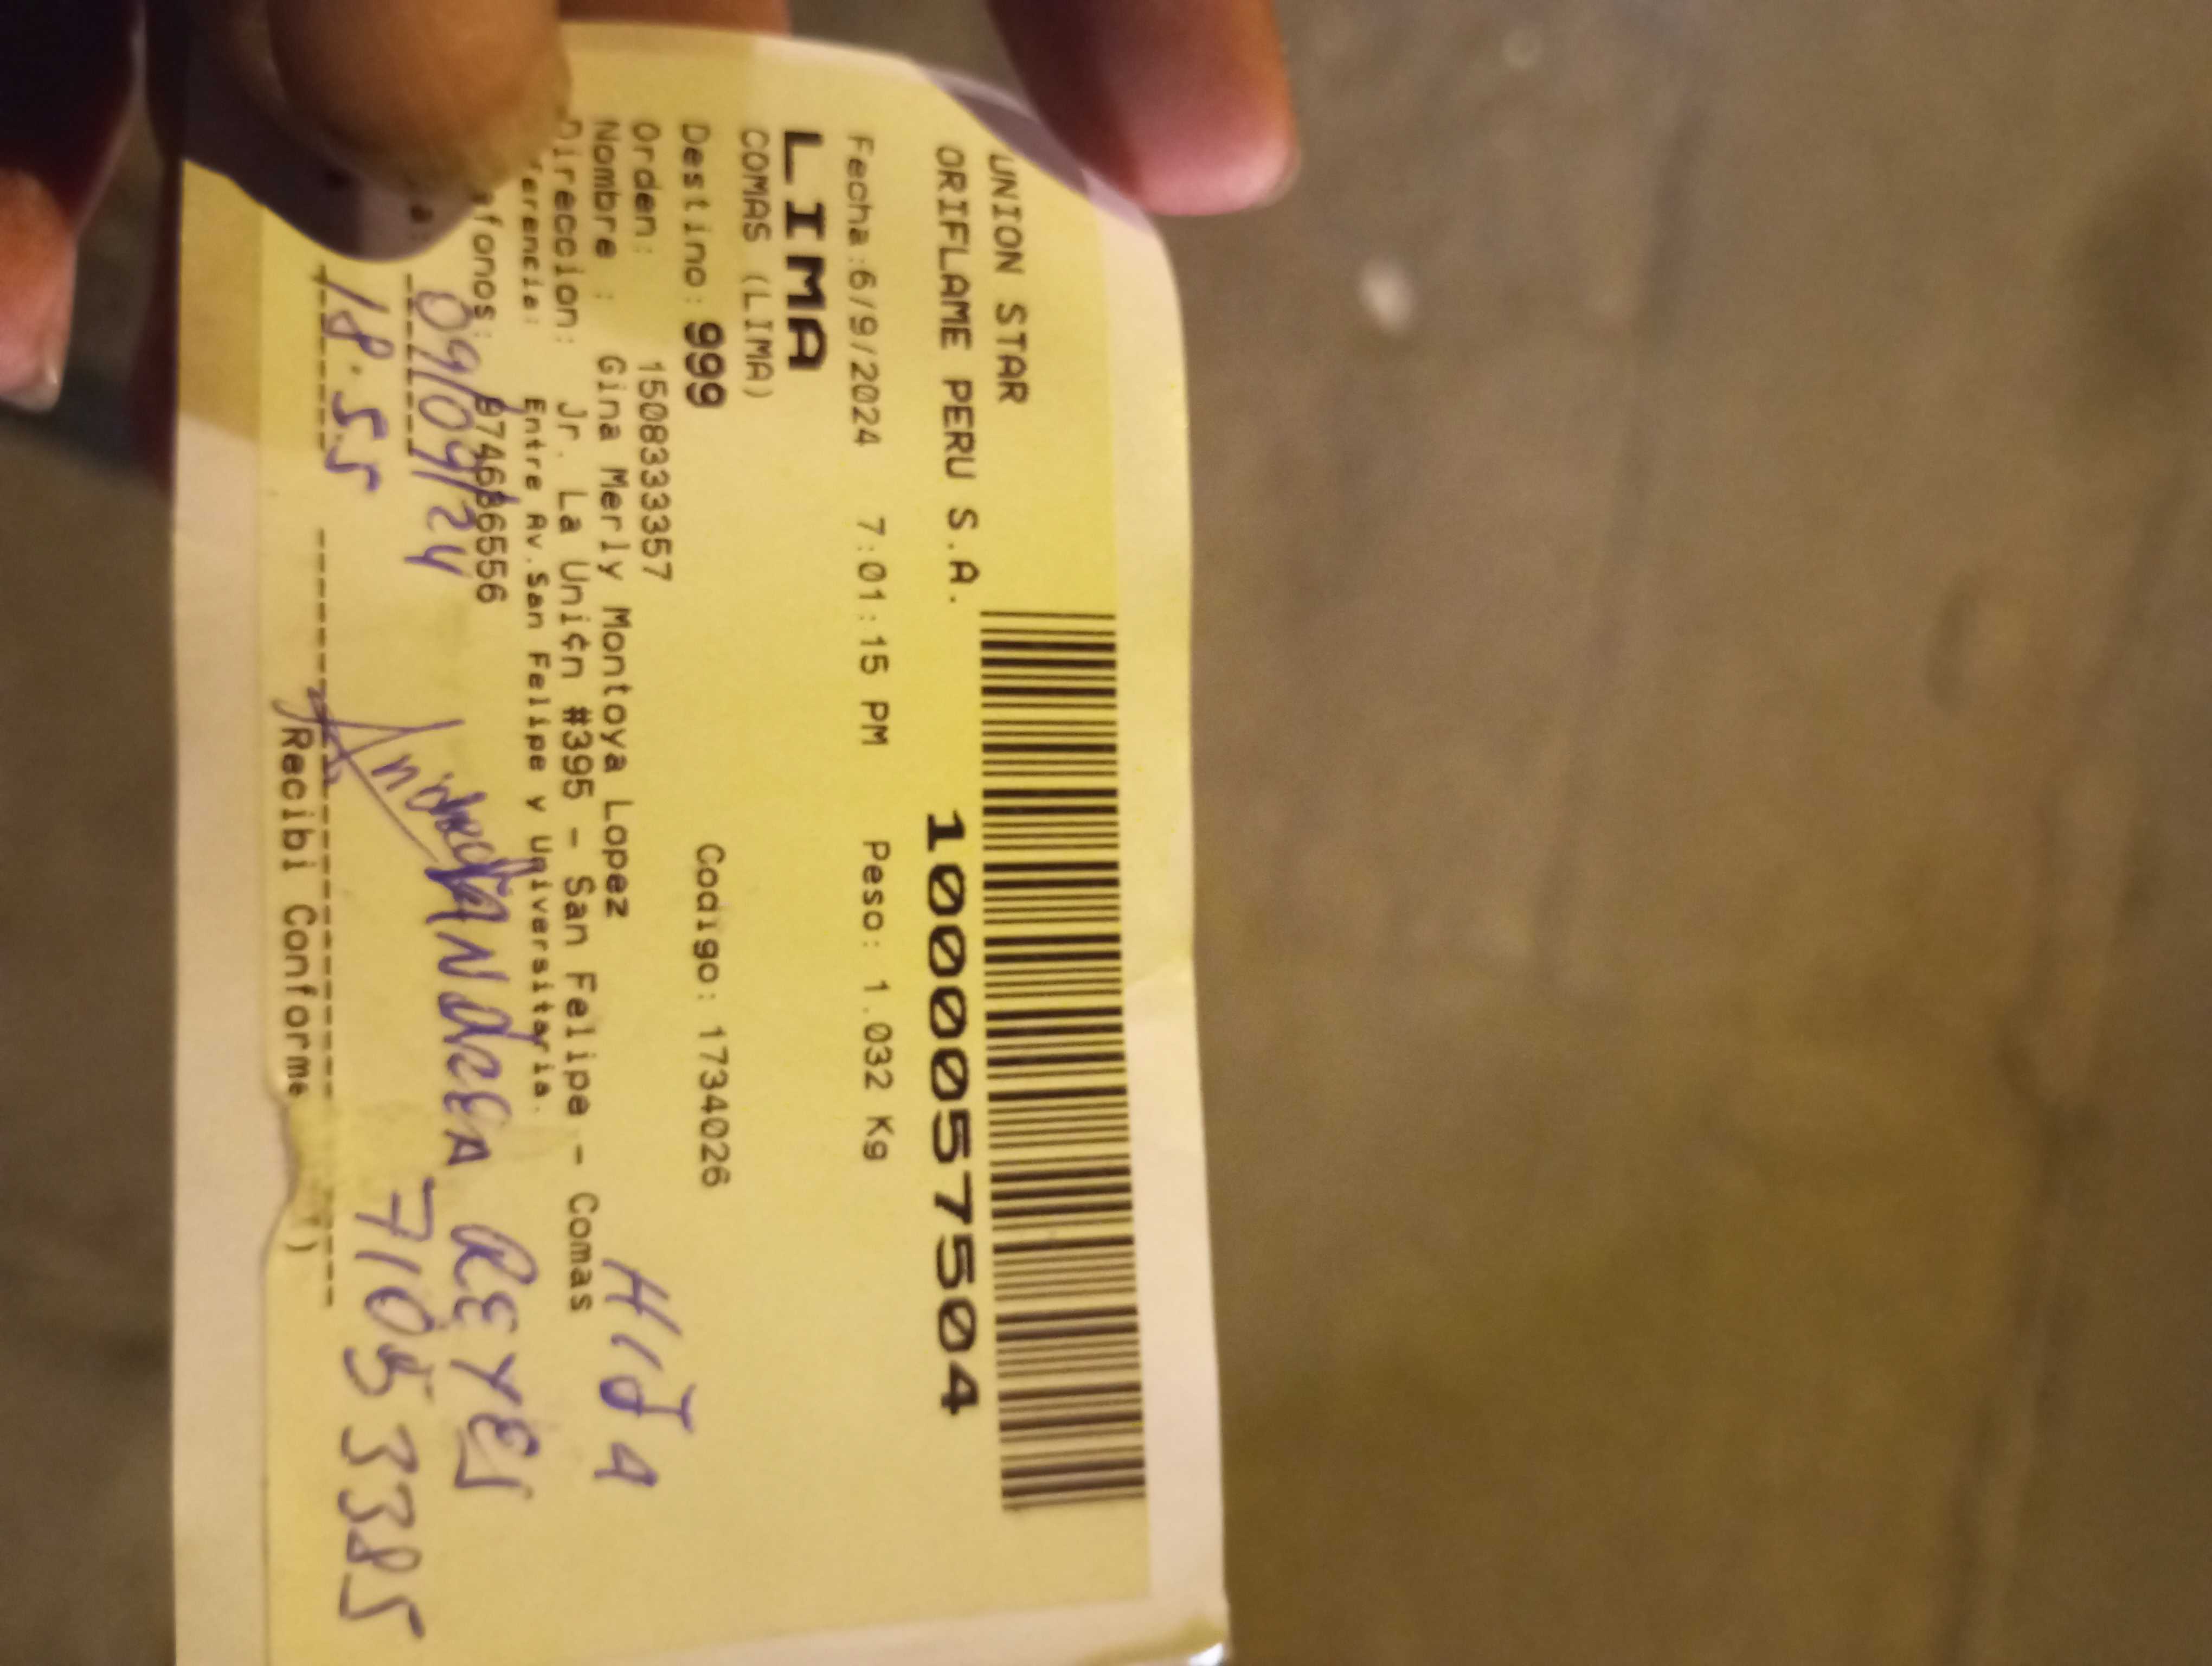 UNION STAR
ORIFLAME PERU S.A.
1000057504
Fecha:6/9/2024 7:01:15 PM Peso: 1.032 Kg
LIMA
COMAS (LIMA)
Destino: 999 Codigo: 1734026
Orden: 1508333357
Nombre : Gina Merly Montoya Lopez
HIJA
Direccion: Jr. La Uni¢n #395 - San Felipe - Comas
ferencia: Entre Av.San Felipe y Universitaria.
efonos: 974686556
09/09/24 ANDREA REYES
18:55 71053385
(Recibi Conforme